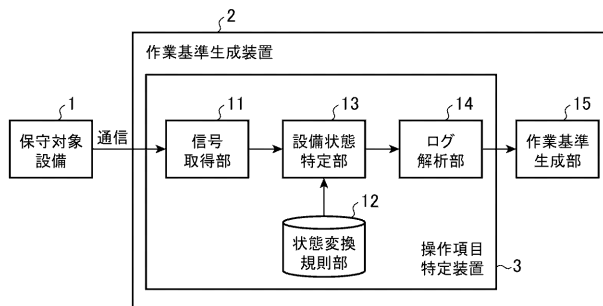 2
作業基準生成装置
1
11
13
14
15
保守対象
設備
通信
信号
取得部
設備状態
特定部
ログ
解析部
作業基準
生成部
12
状態変換
規則部
操作項目
特定装置
3